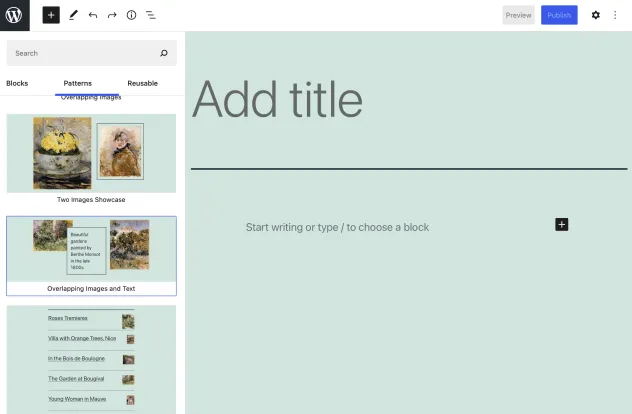 Preview
Publish
Search
Blocks
Patterns
Reusable
Overlapping Images
Two Images Showcase
Beautiful
gardens
painted by
Berthe Morisot
in the late
1800s
Overlapping Images and Text
Roses Tremieres
Villa with Orange Trees, Nice
In the Bois de Boulogne
The Garden at Bougival
Young Woman in Mauve
Add title
Start writing or type / to choose a block